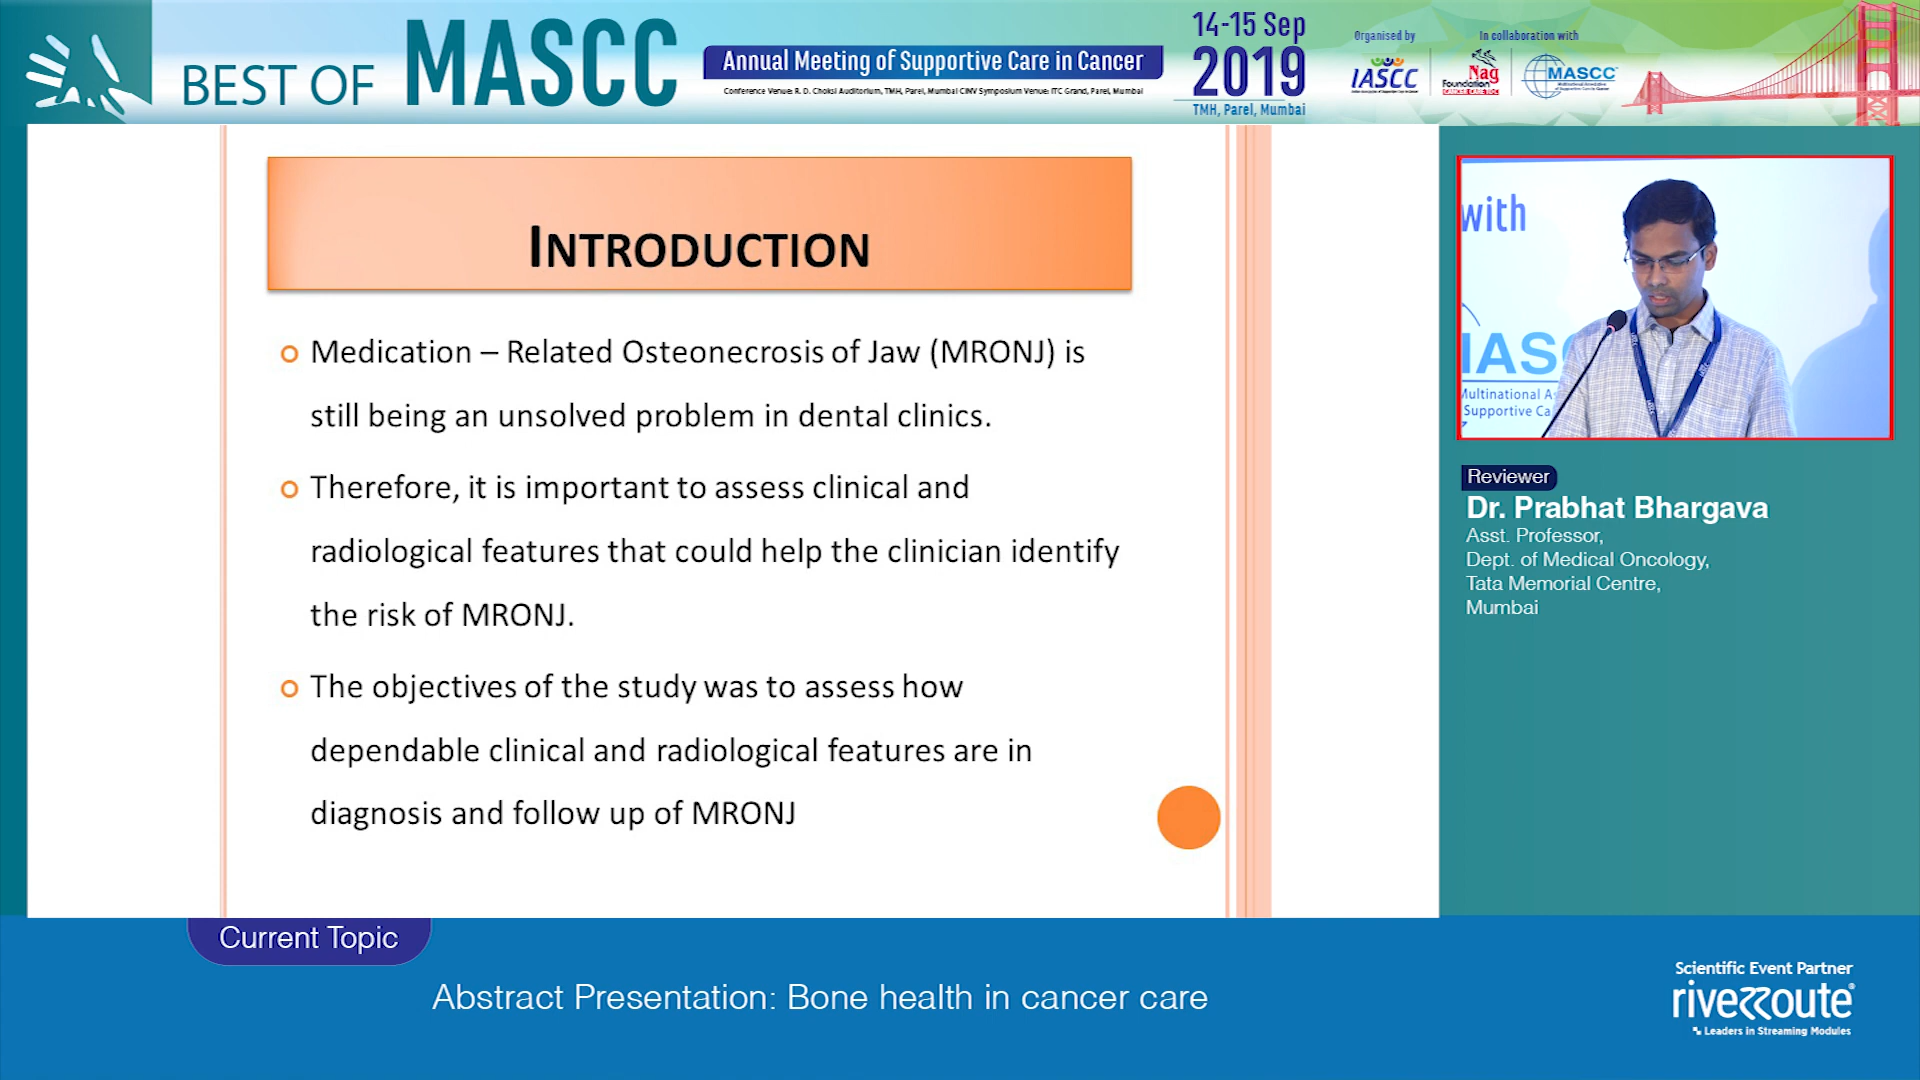 BEST OF MASCC
Annual Meeting of Supportive Care in Cancer
Conference Venue: R. D. Choksi Auditorium, TMH, Parel, Mumbai CINV Symposium Venue: ITC Grand, Parel, Mumbai
14-15 Sep
2019
TMH, Parel, Mumbai
Organised by
IASCC
In collaboration with
Nag
Foundation
MASCC
INTRODUCTION
Medication – Related Osteonecrosis of Jaw (MRONJ) is
still being an unsolved problem in dental clinics.
Therefore, it is important to assess clinical and
radiological features that could help the clinician identify
the risk of MRONJ.
The objectives of the study was to assess how
dependable clinical and radiological features are in
diagnosis and follow up of MRONJ
with
Multinational
Supportive Ca
Reviewer
Dr. Prabhat Bhargava
Asst. Professor,
Dept. of Medical Oncology,
Tata Memorial Centre,
Mumbai
Current Topic
Abstract Presentation: Bone health in cancer care
Scientific Event Partner
riverroute
Leaders in Streaming Modules